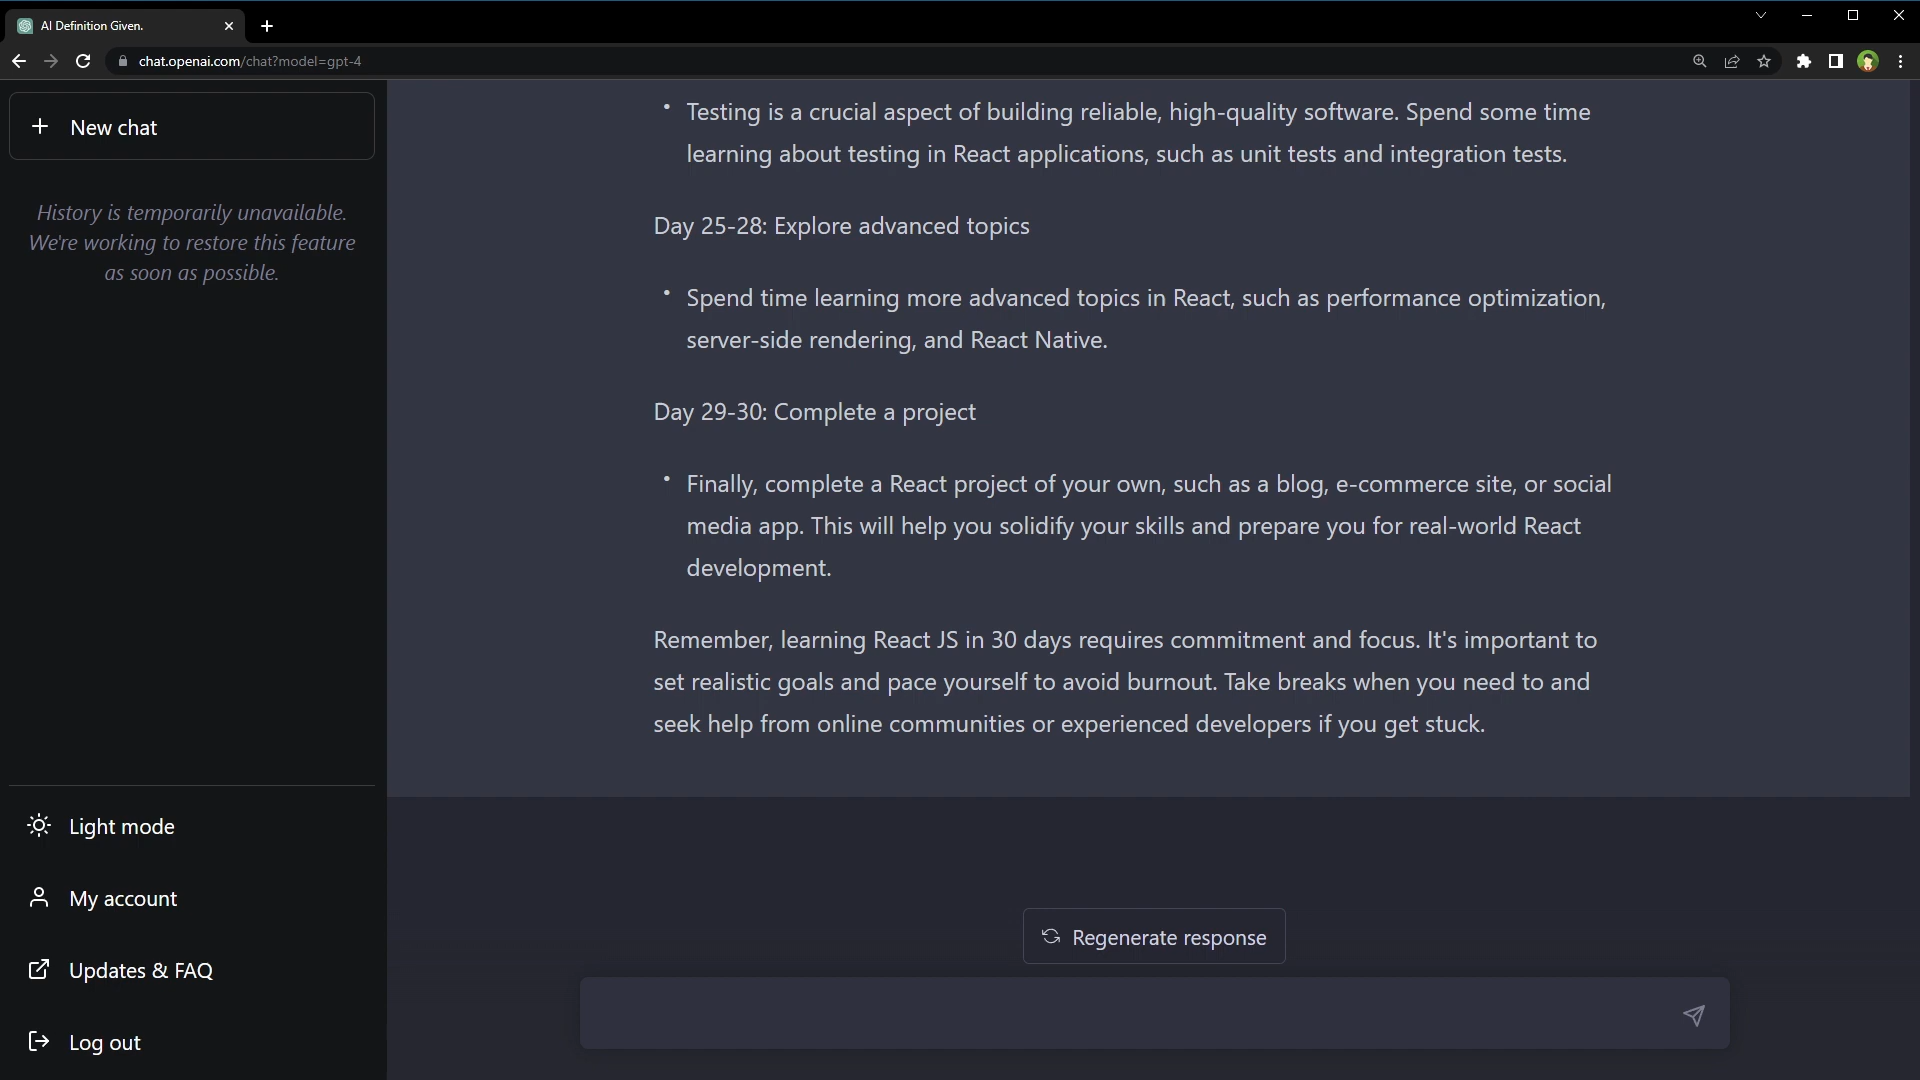 AI Definition Given.
chat.openai.com/chat?model=gpt-4
New chat
History is temporarily unavailable.
We're working to restore this feature
as soon as possible.
Light mode
My account
Updates & FAQ
Log out
• Testing is a crucial aspect of building reliable, high-quality software. Spend some time
learning about testing in React applications, such as unit tests and integration tests.
Day 25-28: Explore advanced topics
• Spend time learning more advanced topics in React, such as performance optimization,
server-side rendering, and React Native.
Day 29-30: Complete a project
• Finally, complete a React project of your own, such as a blog, e-commerce site, or social
media app. This will help you solidify your skills and prepare you for real-world React
development.
Remember, learning React JS in 30 days requires commitment and focus. It's important to
set realistic goals and pace yourself to avoid burnout. Take breaks when you need to and
seek help from online communities or experienced developers if you get stuck.
Regenerate response